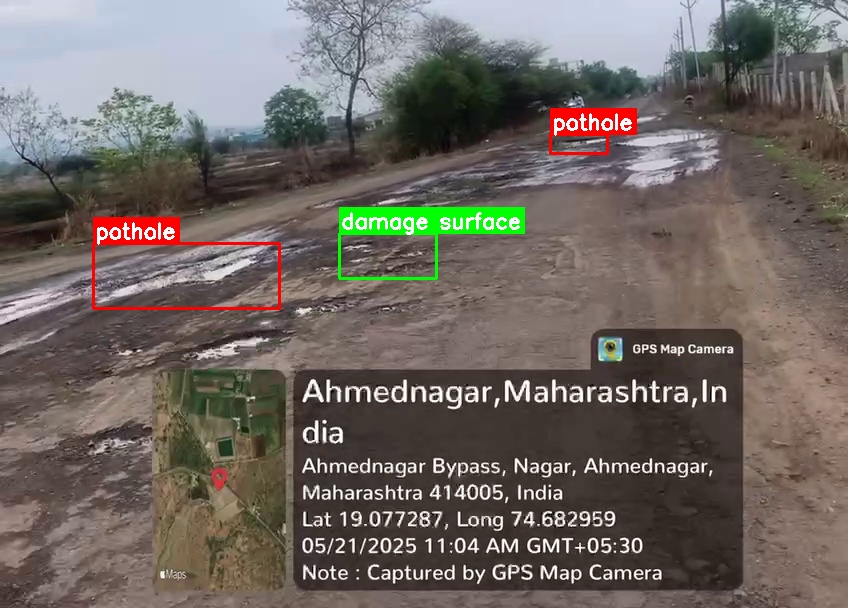 pothole
pothole
damage surface
GPS Map Camera
Ahmednagar,Maharashtra,In
dia
Ahmednagar Bypass, Nagar, Ahmednagar,
Maharashtra 414005, India
Lat 19.077287, Long 74.682959
05/21/2025 11:04 AM GMT+05:30
Note : Captured by GPS Map Camera
Maps